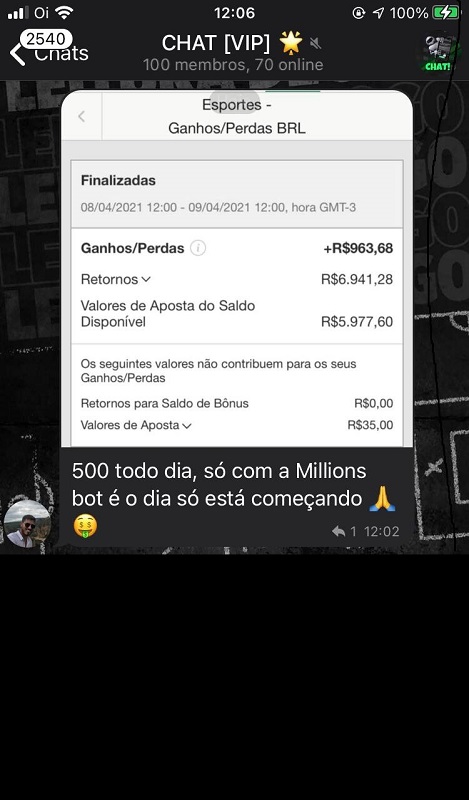 Oi 12:06 100%
2540
Chats
CHAT [VIP] 🌟
100 membros, 70 online
CHAT!
Esportes -
Ganhos/Perdas BRL
Finalizadas
08/04/2021 12:00 - 09/04/2021 12:00, hora GMT-3
Ganhos/Perdas i +R$963,68
Retornos R$6.941,28
Valores de Aposta do Saldo
Disponível R$5.977,60
Os seguintes valores não contribuem para os seus
Ganhos/Perdas
Retornos para Saldo de Bônus R$0,00
Valores de Aposta R$35,00
500 todo dia, só com a Millions
bot é o dia só está começando 🙏
🤑
1 12:02